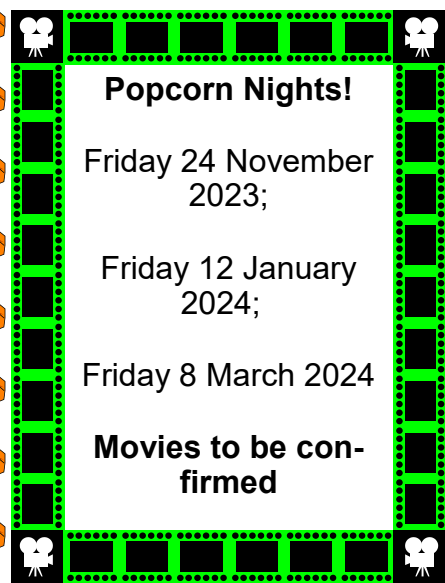 Popcorn Nights!
Friday 24 November
2023;
Friday 12 January
2024;
Friday 8 March 2024
Movies to be con-
firmed